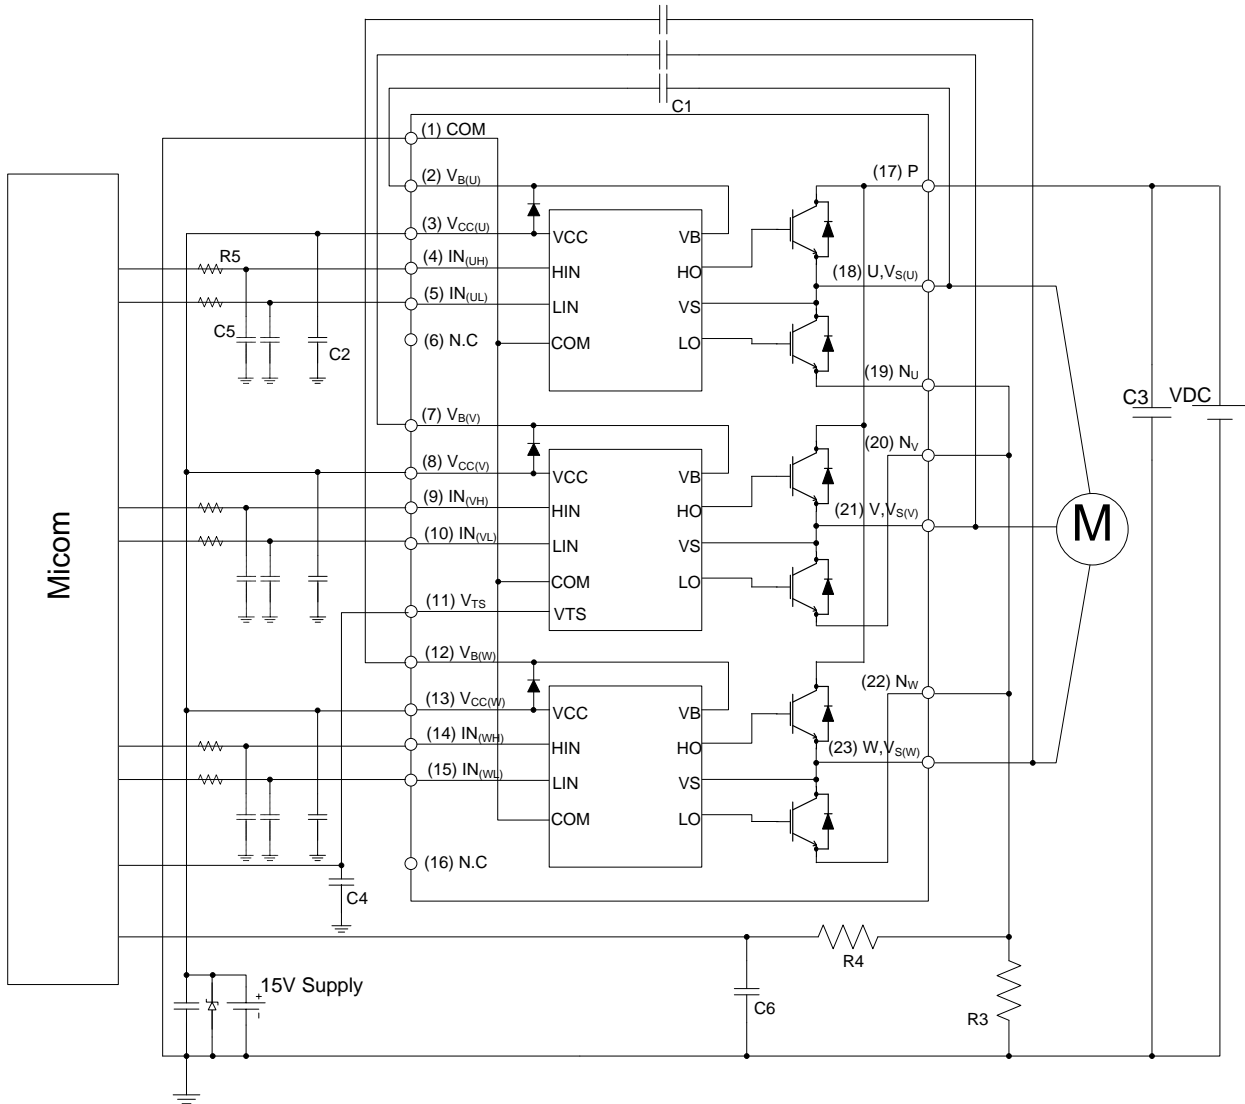 C1
(1) COM
(2) VB(U)
(17) P
(3) VCC(U)
VCC
VB
R5
(4) IN(UH)
HIN
HO
(18) U,VS(U)
(5) IN(UL)
LIN
VS
C5
C2
(6) N.C
COM
LO
(19) NU
C3
VDC
(7) VB(V)
(20) NV
(8) VCC(V)
VCC
VB
(9) IN(VH)
HIN
HO
(21) V,VS(V)
M
(10) IN(VL)
LIN
VS
Micom
COM
LO
(11) VTS
VTS
(12) VB(W)
(22) NW
(13) VCC(W)
VCC
VB
(14) IN(WH)
HIN
HO
(23) W,VS(W)
(15) IN(WL)
LIN
VS
COM
LO
(16) N.C
C4
R4
15V Supply
+
-
C6
R3